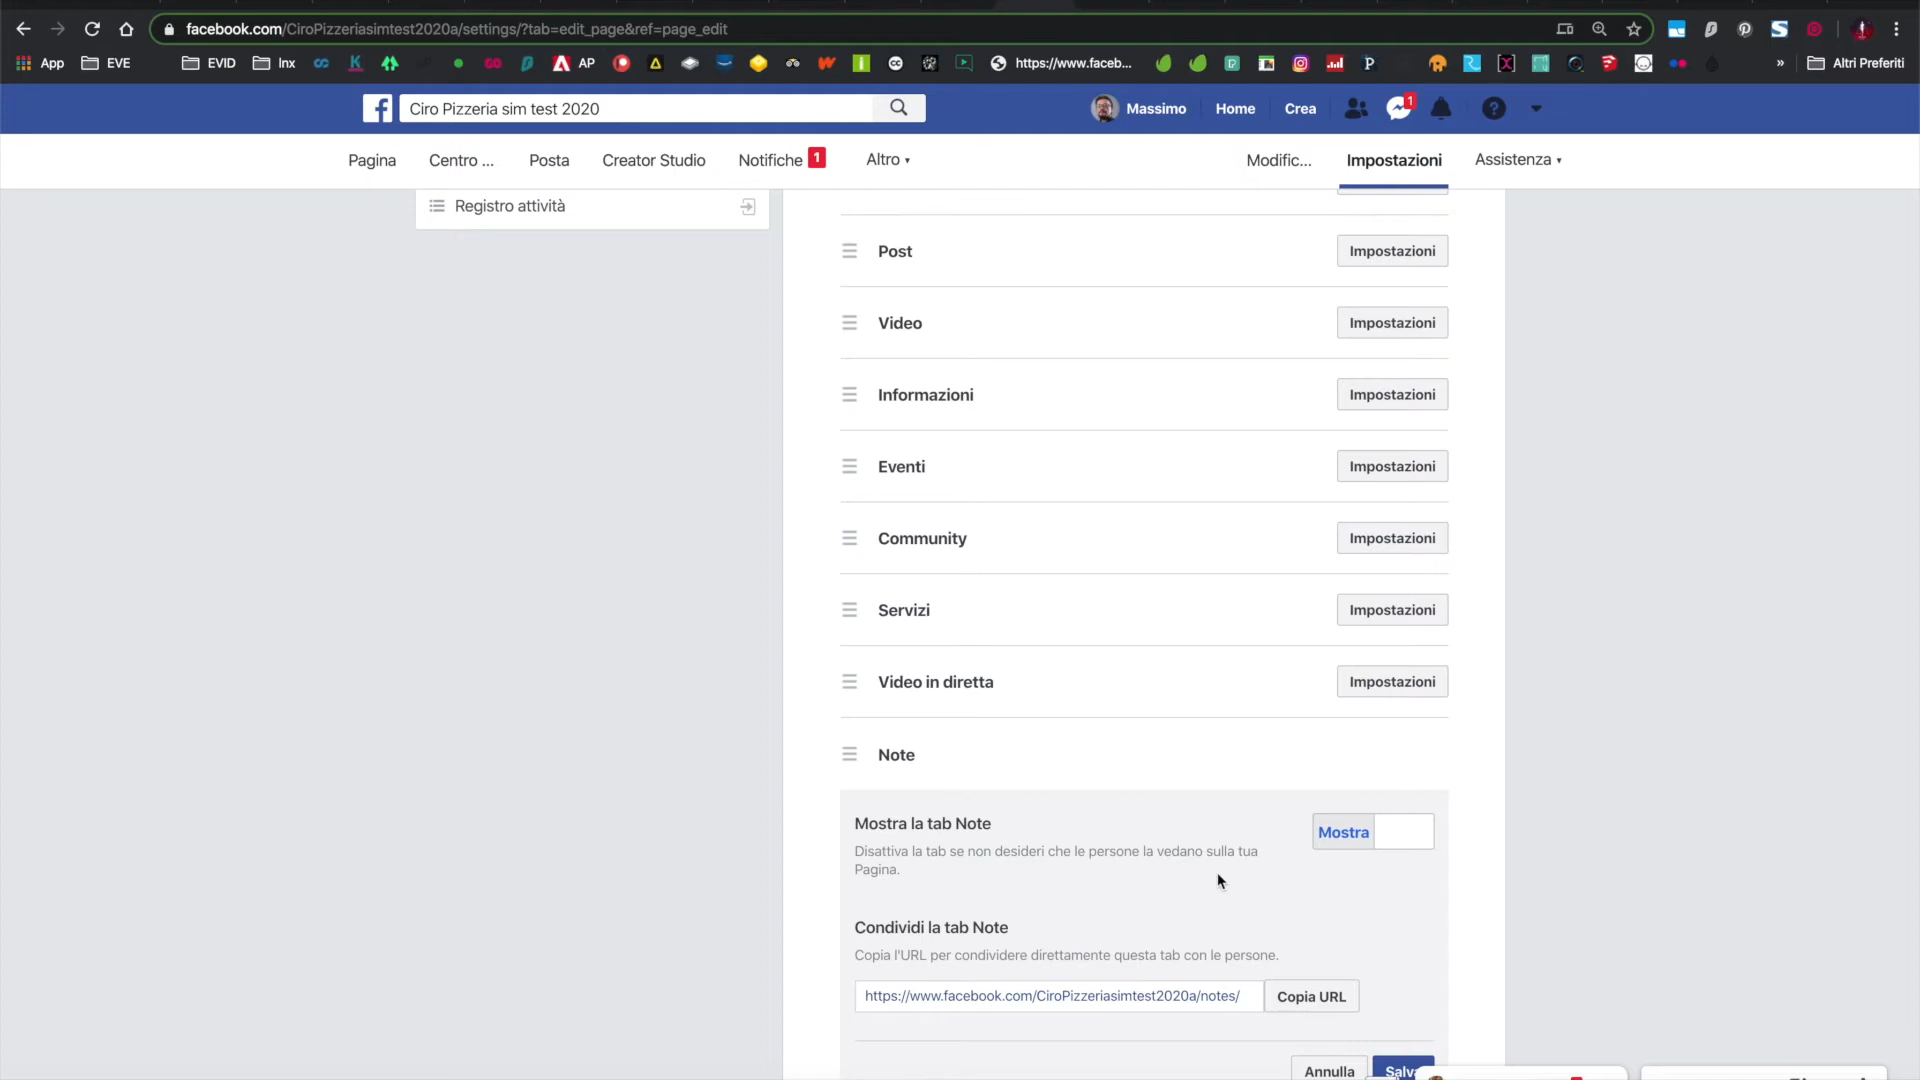 facebook.com/CiroPizzeriasimtest2020a/settings/?tab=edit_page&ref=page_edit
App EVE EVID Inx AP https://www.faceb... » Altri Preferiti
Ciro Pizzeria sim test 2020 Massimo Home Crea 1
Pagina Centro ... Posta Creator Studio Notifiche 1 Altro Modific... Impostazioni Assistenza
Registro attività
Post Impostazioni
Video Impostazioni
Informazioni Impostazioni
Eventi Impostazioni
Community Impostazioni
Servizi Impostazioni
Video in diretta Impostazioni
Note
Mostra la tab Note Mostra
Disattiva la tab se non desideri che le persone la vedano sulla tua
Pagina.
Condividi la tab Note
Copia l'URL per condividere direttamente questa tab con le persone.
https://www.facebook.com/CiroPizzeriasimtest2020a/notes/ Copia URL
Annulla Salva